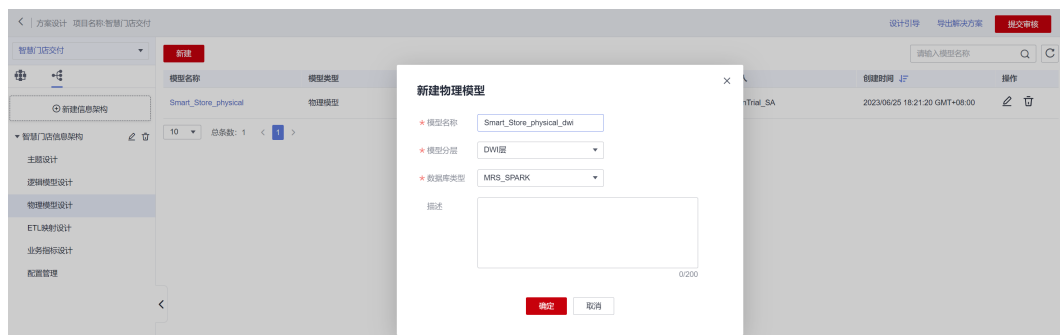 方案设计 项目名称:智慧门店交付
设计引导 导出解决方案 提交审核
智慧门店交付
新建
请输入模型名称
模型名称 模型类型 创建时间 操作
新建信息架构
Smart_Store_physical 物理模型 nTrial_SA 2023/06/25 18:21:20 GMT+08:00
10 总条数: 1 1
智慧门店信息架构
主题设计
逻辑模型设计
物理模型设计
ETL映射设计
业务指标设计
配置管理
新建物理模型
* 模型名称 Smart_Store_physical_dwi
* 模型分层 DWI层
* 数据库类型 MRS_SPARK
描述
0/200
确定 取消